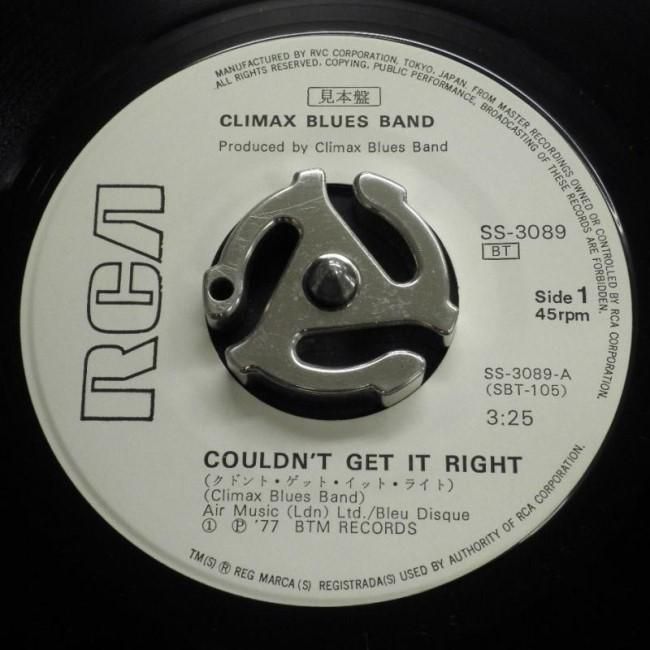 MANUFACTURED BY RVC CORPORATION, TOKYO, JAPAN. FROM MASTER RECORDINGS OWNED OR CONTROLLED BY RCA CORPORATION.
ALL RIGHTS RESERVED. COPYING, PUBLIC PERFORMANCE, BROADCASTING OF THESE RECORDS ARE FORBIDDEN.
見本盤
CLIMAX BLUES BAND
Produced by Climax Blues Band
RCA
SS-3089
BT
Side 1
45rpm
SS-3089-A
(SBT-105)
3:25
COULDN'T GET IT RIGHT
(クドント・ゲット・イット・ライト)
(Climax Blues Band)
Air Music (Ldn) Ltd./Bleu Disque
① Ⓟ '77 BTM RECORDS
TM(S) ® REG MARCA(S) REGISTRADA(S) USED BY AUTHORITY OF RCA CORPORATION.